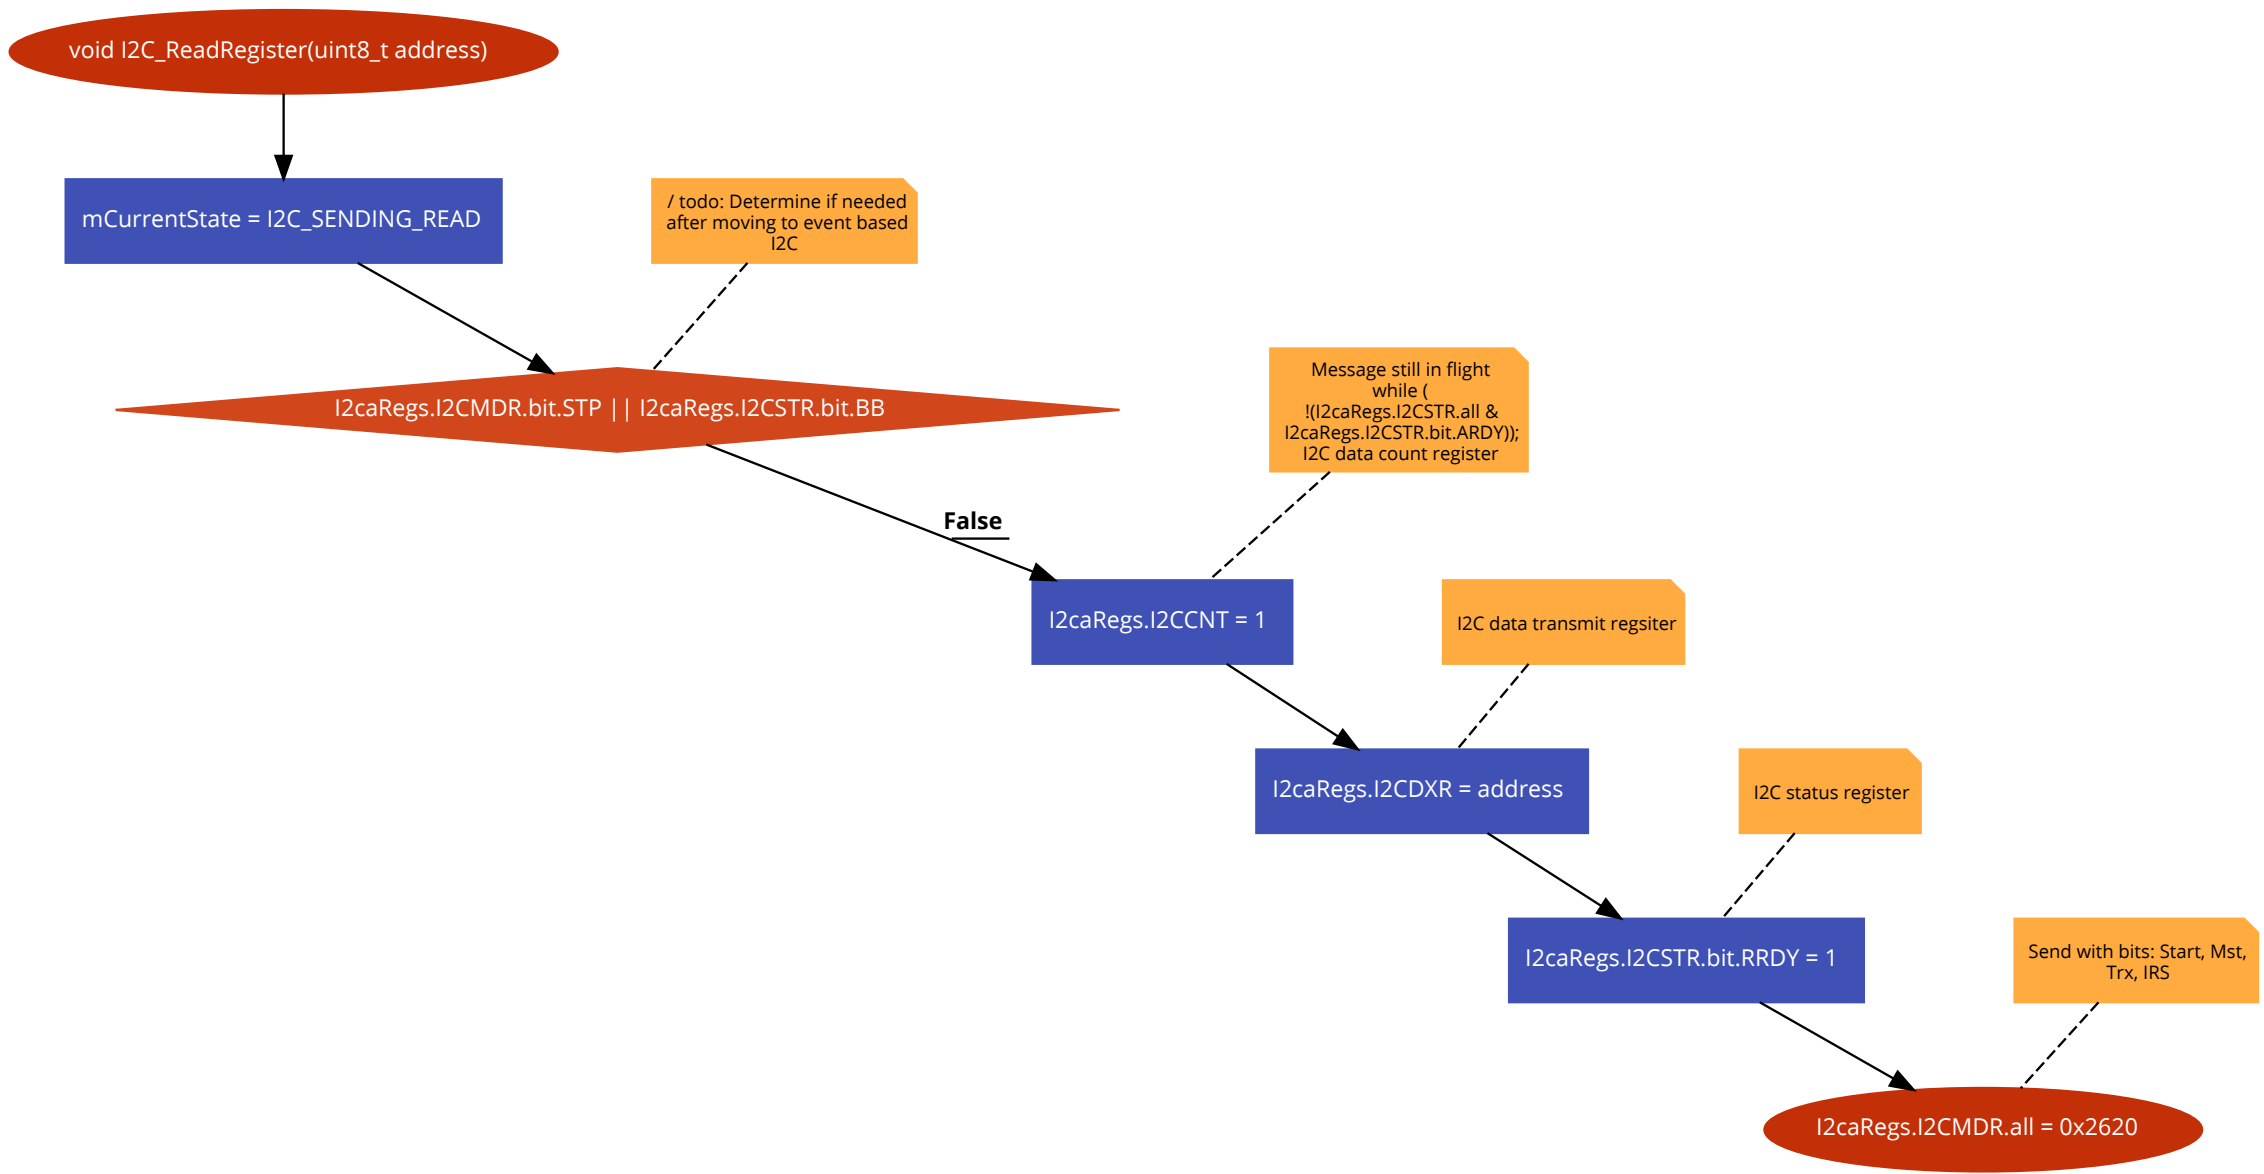 void I2C_ReadRegister(uint8_t address)
mCurrentState = I2C_SENDING_READ
/ todo: Determine if needed
after moving to event based
I2C
I2caRegs.I2CMDR.bit.STP || I2caRegs.I2CSTR.bit.BB
Message still in flight
while (
!(I2caRegs.I2CSTR.all &
I2caRegs.I2CSTR.bit.ARDY));
I2C data count register
False
I2caRegs.I2CCNT = 1
I2C data transmit regsiter
I2caRegs.I2CDXR = address
I2C status register
I2caRegs.I2CSTR.bit.RRDY = 1
Send with bits: Start, Mst,
Trx, IRS
I2caRegs.I2CMDR.all = 0x2620